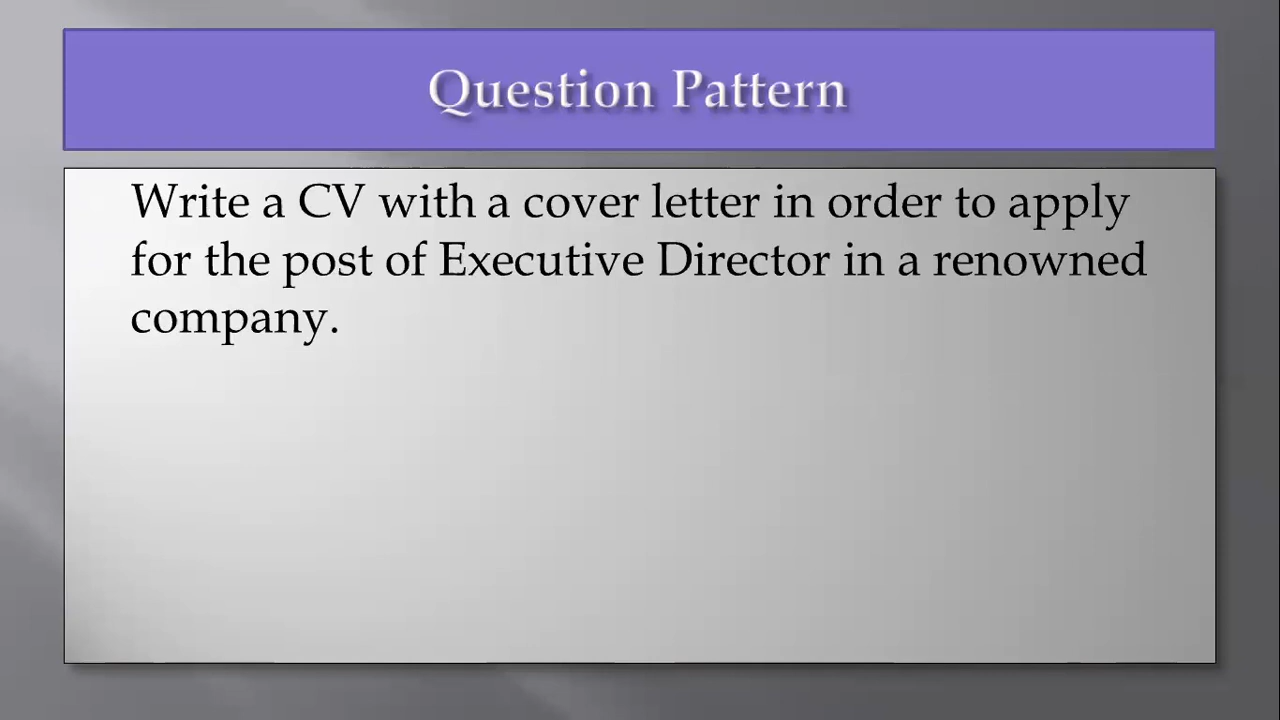 Question Pattern
Write a CV with a cover letter in order to apply
for the post of Executive Director in a renowned
company.